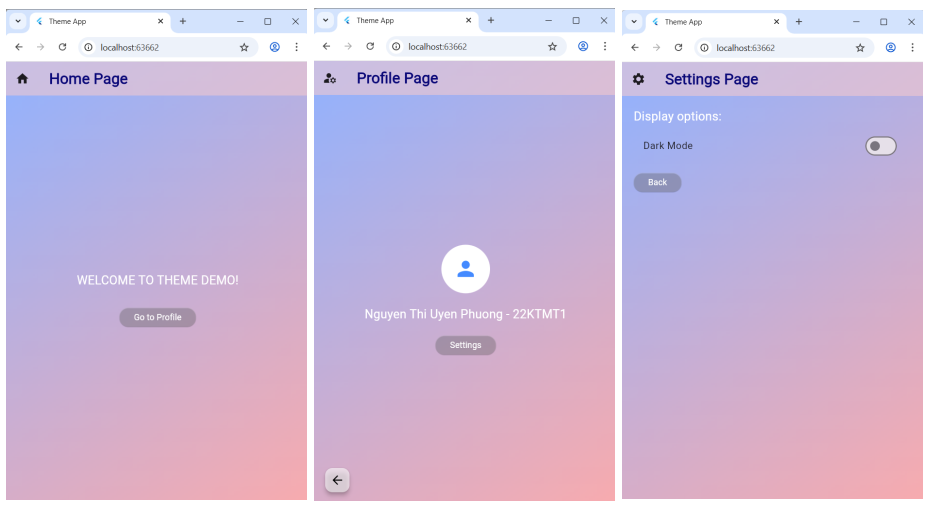 Theme App
localhost:63662
Home Page
WELCOME TO THEME DEMO!
Go to Profile
Theme App
localhost:63662
Profile Page
Nguyen Thi Uyen Phuong - 22KTMT1
Settings
Theme App
localhost:63662
Settings Page
Display options:
Dark Mode
Back